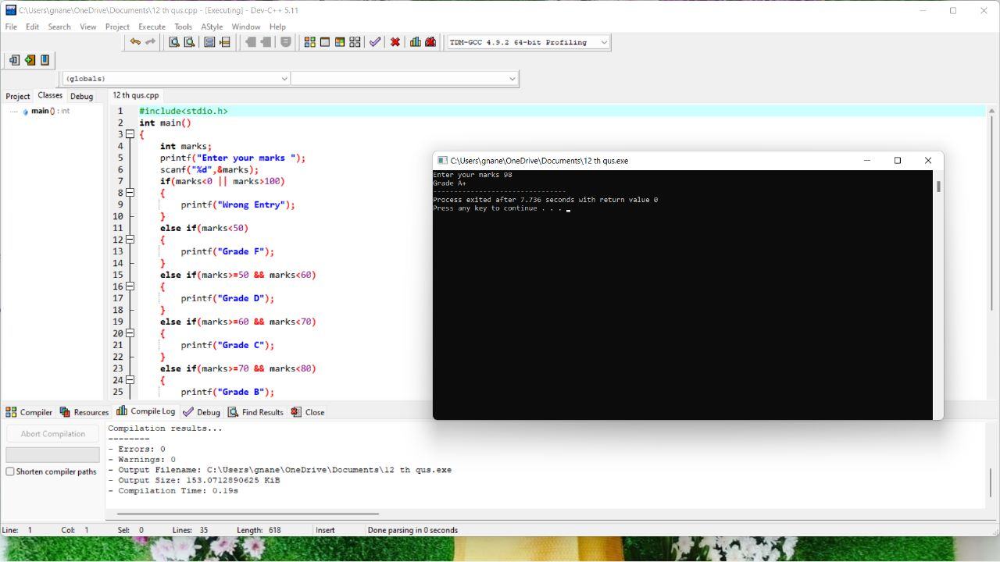 C:\Users\gnane\OneDrive\Documents\12 th qus.cpp - [Executing] - Dev-C++ 5.11
File Edit Search View Project Execute Tools AStyle Window Help
TDM-GCC 4.9.2 64-bit Profiling
(globals)
Project Classes Debug
main() : int
12 th qus.cpp
1 #include<stdio.h>
2 int main()
3 {
4 int marks;
5 printf("Enter your marks ");
6 scanf("%d",&marks);
7 if(marks<0 || marks>100)
8 {
9 printf("Wrong Entry");
10 }
11 else if(marks<50)
12 {
13 printf("Grade F");
14 }
15 else if(marks>=50 && marks<60)
16 {
17 printf("Grade D");
18 }
19 else if(marks>=60 && marks<70)
20 {
21 printf("Grade C");
22 }
23 else if(marks>=70 && marks<80)
24 {
25 printf("Grade B");
C:\Users\gnane\OneDrive\Documents\12 th qus.exe
Enter your marks 98
Grade A+
--------------------------------
Process exited after 7.736 seconds with return value 0
Press any key to continue . . .
Compiler Resources Compile Log Debug Find Results Close
Abort Compilation
Shorten compiler paths
Compilation results...
--------
- Errors: 0
- Warnings: 0
- Output Filename: C:\Users\gnane\OneDrive\Documents\12 th qus.exe
- Output Size: 153.0712890625 KiB
- Compilation Time: 0.19s
Line: 1 Col: 1 Sel: 0 Lines: 35 Length: 618 Insert Done parsing in 0 seconds